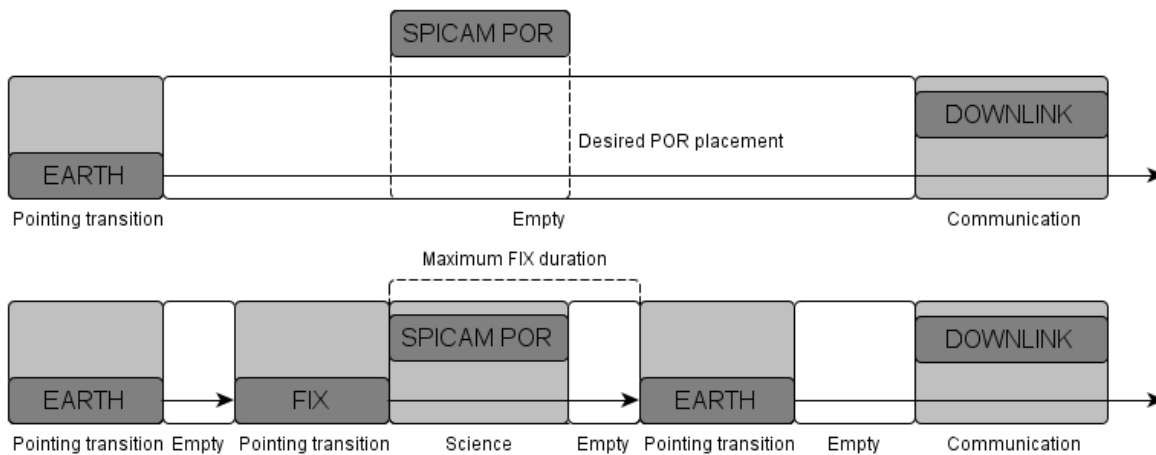 SPICAM POR
DOWNLINK
Desired POR placement
EARTH
Pointing transition
Empty
Communication
Maximum FIX duration
SPICAM POR
DOWNLINK
EARTH
FIX
EARTH
Pointing transition
Empty
Pointing transition
Science
Empty
Pointing transition
Empty
Communication